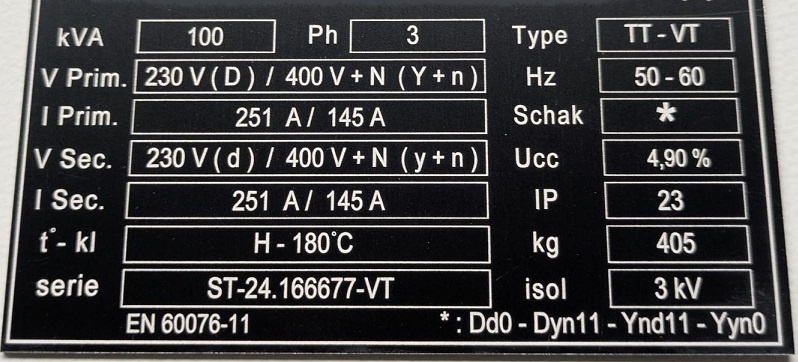 kVA 100 Ph 3 Type TT - VT
V Prim. 230 V ( D ) / 400 V + N ( Y + n ) Hz 50 - 60
I Prim. 251 A / 145 A Schak *
V Sec. 230 V ( d ) / 400 V + N ( y + n ) Ucc 4,90 %
I Sec. 251 A / 145 A IP 23
t°- kl H - 180°C kg 405
serie ST-24.166677-VT isol 3 kV
EN 60076-11 * : Dd0 - Dyn11 - Ynd11 - Yyn0